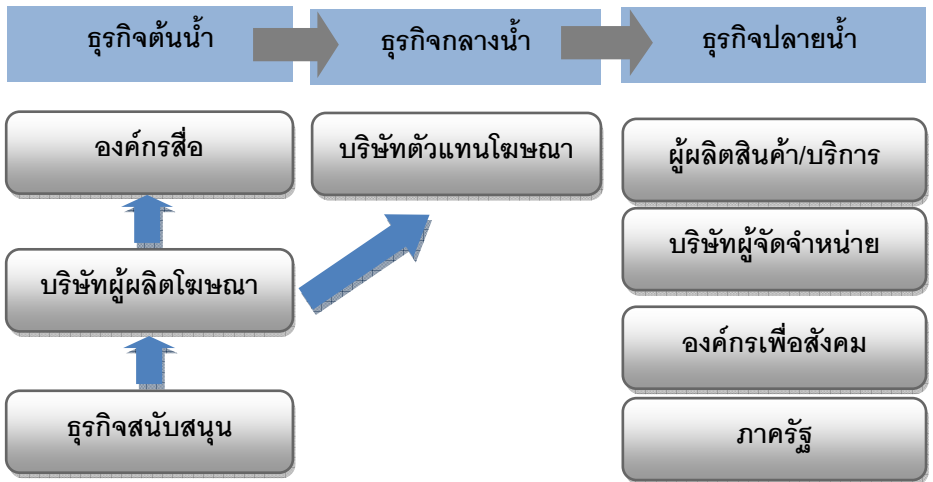 ธุรกิจต้นน้ำ
ธุรกิจกลางน้ำ
ธุรกิจปลายน้ำ
องค์กรสื่อ
บริษัทผู้ผลิตโฆษณา
ธุรกิจสนับสนุน
บริษัทตัวแทนโฆษณา
ผู้ผลิตสินค้า/บริการ
บริษัทผู้จัดจำหน่าย
องค์กรเพื่อสังคม
ภาครัฐ